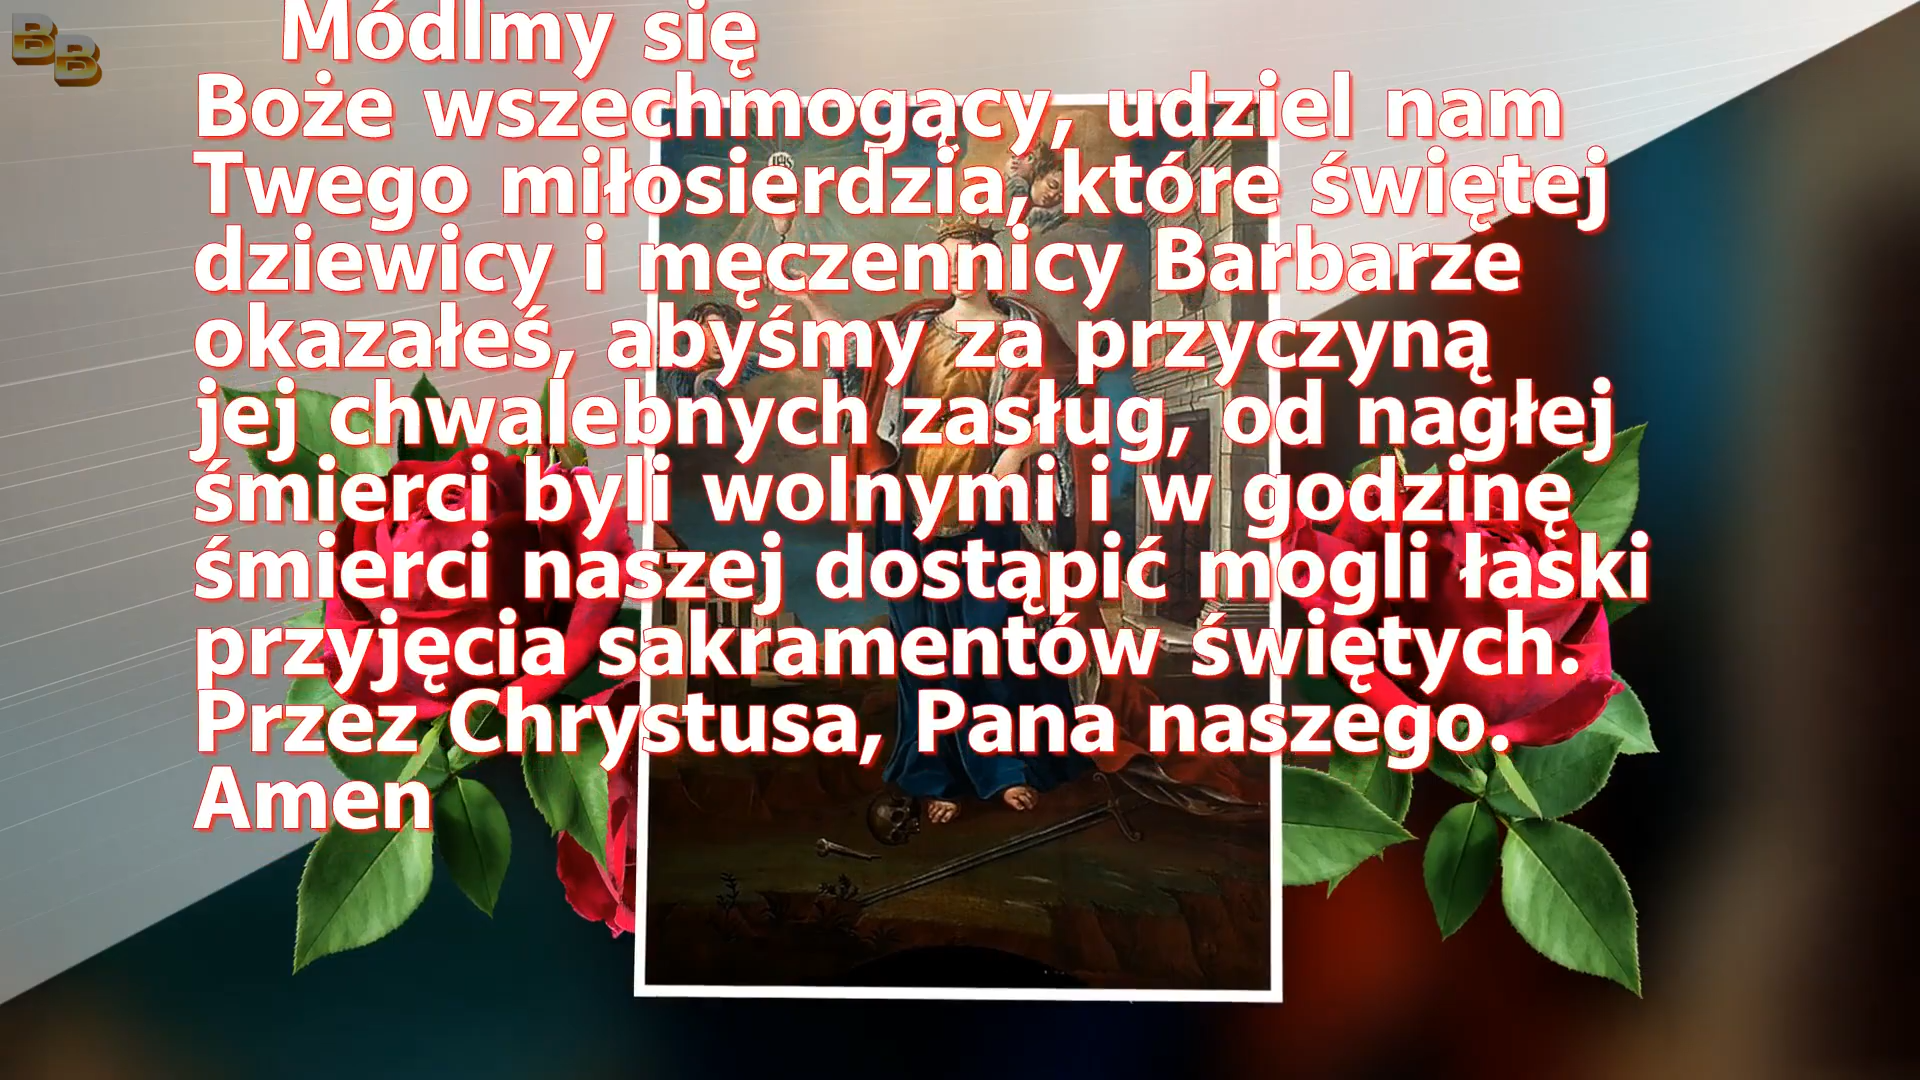 BB
Módlmy się
Boże wszechmogący, udziel nam
Twego miłosierdzia, które świętej
dziewicy i męczennicy Barbarze
okazałeś, abyśmy za przyczyną
jej chwalebnych zasług, od nagłej
śmierci byli wolnymi i w godzinę
śmierci naszej dostąpić mogli łaski
przyjęcia sakramentów świętych.
Przez Chrystusa, Pana naszego.
Amen
IHS